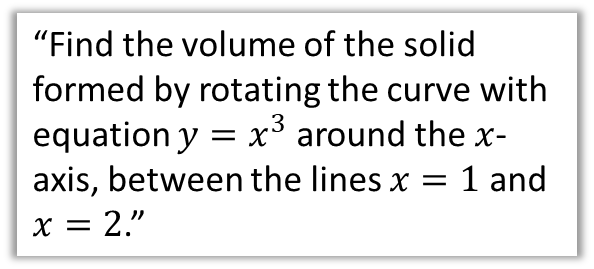 “Find the volume of the solid
formed by rotating the curve with
equation y = x³ around the x-
axis, between the lines x = 1 and
x = 2.”